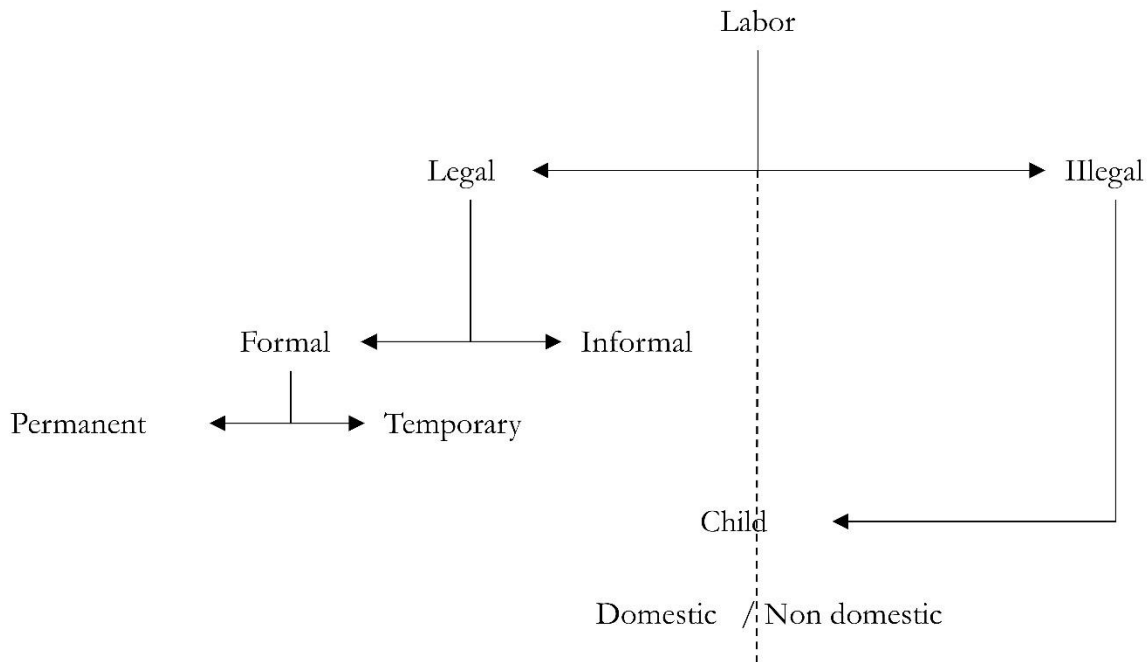 Labor
Legal Illegal
Formal Informal
Permanent Temporary
Child
Domestic / Non domestic